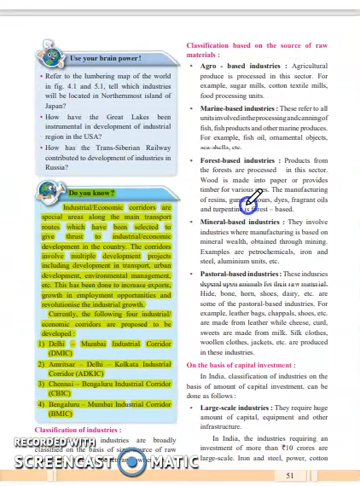 Use your brain power !
• Refer to the lumbering map of the world
in fig. 4.1 and 5.1, tell which industries
will be located in Northernmost island of
Japan?
• How have the Great Lakes been
instrumental in development of industrial
region in the USA?
• How has the Trans-Siberian Railway
contributed to development of industries in
Russia?
Do you know ?
Industrial/Economic corridors are
special areas along the main transport
routes which have been selected to
give thrust to industrial/economic
development in the country. The corridors
involve multiple development projects
including development in transport, urban
development, environmental management,
etc. This has been done to increase exports,
growth in employment opportunities and
revolutionise the industrial growth.
Currently, the following four industrial/
economic corridors are proposed to be
developed :
1) Delhi – Mumbai Industrial Corridor
(DMIC)
2) Amritsar – Delhi – Kolkata Industrial
Corridor (ADKIC)
3) Chennai – Bengaluru Industrial Corridor
(CBIC)
4) Bengaluru – Mumbai Industrial Corridor
(BMIC)
Classification of industries :
industries are broadly
classified on the basis of source of raw
Classification based on the source of raw
materials :
• Agro - based industries : Agricultural
produce is processed in this sector. For
example, sugar mills, cotton textile mills,
food processing units.
• Marine-based industries : These refer to all
units involved in the processing and canning of
fish, fish products and other marine produces.
For example, fish oil, ornamental objects,
sea-shells, etc.
• Forest-based industries : Products from
the forests are processed in this sector.
Wood is made into paper or provides
timber for various uses. The manufacturing
of resins, gums, dyes, fragrant oils
and turpentine is forest – based.
• Mineral-based industries : They involve
industries where manufacturing is based on
mineral wealth, obtained through mining.
Examples are petrochemicals, iron and
steel, aluminium units, etc.
• Pastoral-based industries : These industries
depend upon animals for their raw material.
Hide, bone, horn, shoes, dairy, etc. are
some of the pastoral-based industries. For
example, leather bags, chappals, shoes, etc.
are made from leather while cheese, curd,
sweets are made from milk. Silk clothes,
woollen clothes, jackets, etc. are produced
in these industries.
On the basis of capital investment :
In India, classification of industries on the
basis of amount of capital investment, can be
done as follows :
• Large-scale industries : They require huge
amount of capital, equipment and other
infrastructure.
In India, the industries requiring an
investment of more than ₹10 crores are
large-scale. Iron and steel, power, cotton
51
RECORDED WITH
SCREENCAST MATIC